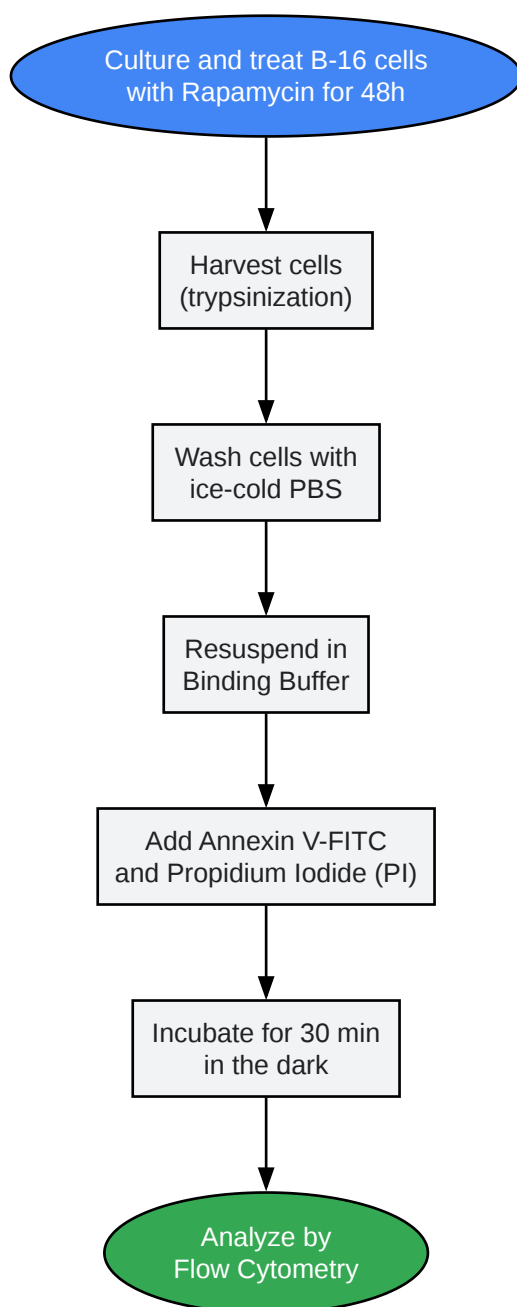 Culture and treat B-16 cells
with Rapamycin for 48h
Harvest cells
(trypsinization)
Wash cells with
ice-cold PBS
Resuspend in
Binding Buffer
Add Annexin V-FITC
and Propidium Iodide (PI)
Incubate for 30 min
in the dark
Analyze by
Flow Cytometry